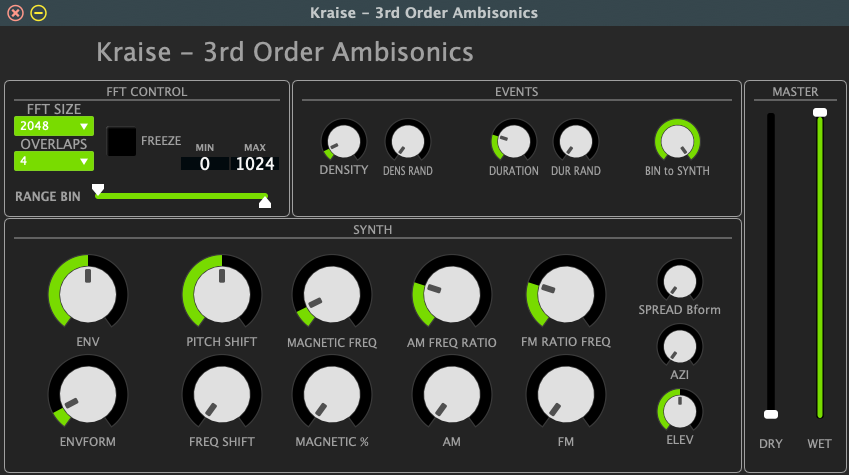 Kraise – 3rd Order Ambisonics
Kraise – 3rd Order Ambisonics
FFT CONTROL
FFT SIZE
2048
OVERLAPS
4
FREEZE
MIN
MAX
0
1024
RANGE BIN
EVENTS
DENSITY
DENS RAND
DURATION
DUR RAND
BIN to SYNTH
MASTER
DRY
WET
SYNTH
ENV
PITCH SHIFT
MAGNETIC FREQ
AM FREQ RATIO
FM RATIO FREQ
SPREAD Bform
AZI
ENVFORM
FREQ SHIFT
MAGNETIC %
AM
FM
ELEV